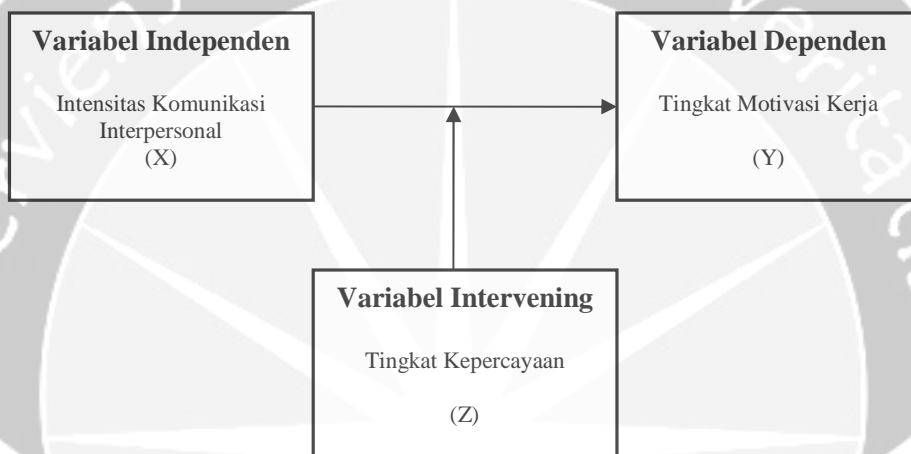 Variabel Independen
Intensitas Komunikasi
Interpersonal
(X)
Variabel Dependen
Tingkat Motivasi Kerja
(Y)
Variabel Intervening
Tingkat Kepercayaan
(Z)